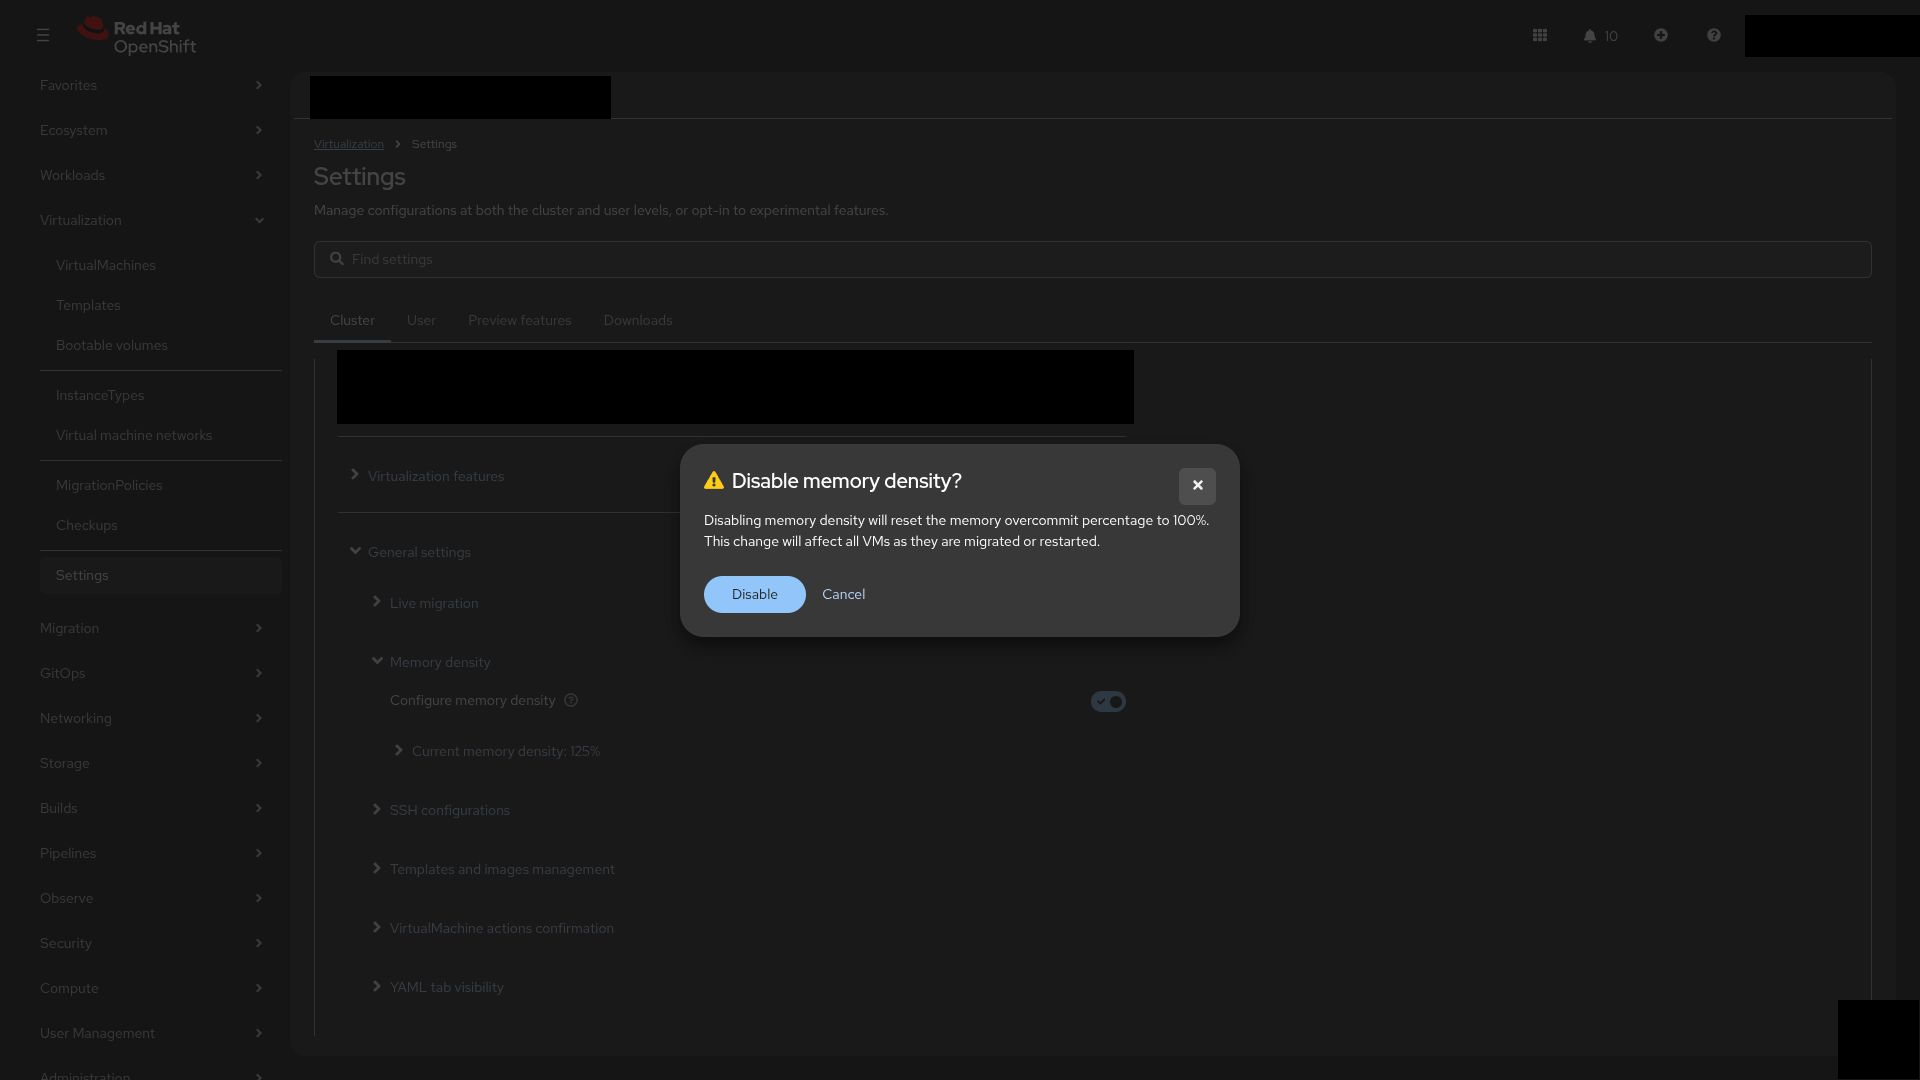 Red Hat
OpenShift
10
Favorites
Ecosystem
Workloads
Virtualization
VirtualMachines
Templates
Bootable volumes
InstanceTypes
Virtual machine networks
MigrationPolicies
Checkups
Settings
Migration
GitOps
Networking
Storage
Builds
Pipelines
Observe
Security
Compute
User Management
Administration
Virtualization Settings
Settings
Manage configurations at both the cluster and user levels, or opt-in to experimental features.
Find settings
Cluster User Preview features Downloads
Virtualization features
General settings
Live migration
Memory density
Configure memory density
Current memory density: 125%
SSH configurations
Templates and images management
VirtualMachine actions confirmation
YAML tab visibility
Disable memory density?
Disabling memory density will reset the memory overcommit percentage to 100%.
This change will affect all VMs as they are migrated or restarted.
Disable Cancel